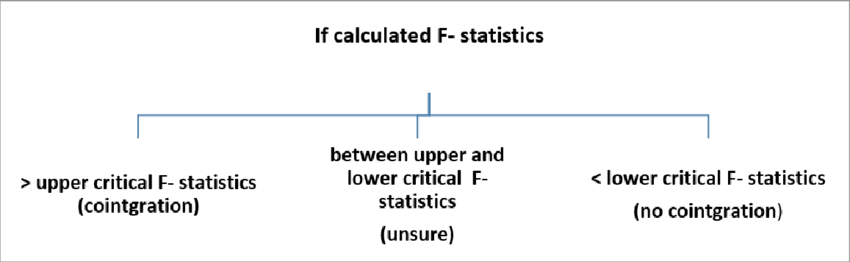 If calculated F- statistics
> upper critical F- statistics
(cointgration)
between upper and
lower critical F-
statistics
(unsure)
< lower critical F- statistics
(no cointgration)